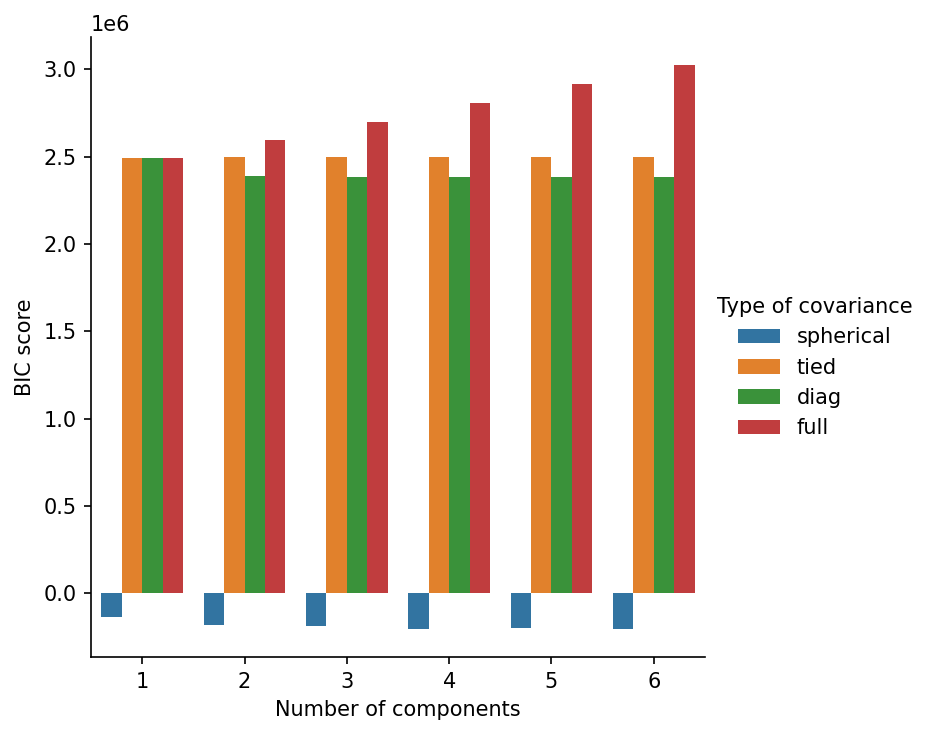 1e6
3.0
2.5
2.0
1.5
1.0
0.5
0.0
BIC score
1 2 3 4 5 6
Number of components
Type of covariance
spherical
tied
diag
full